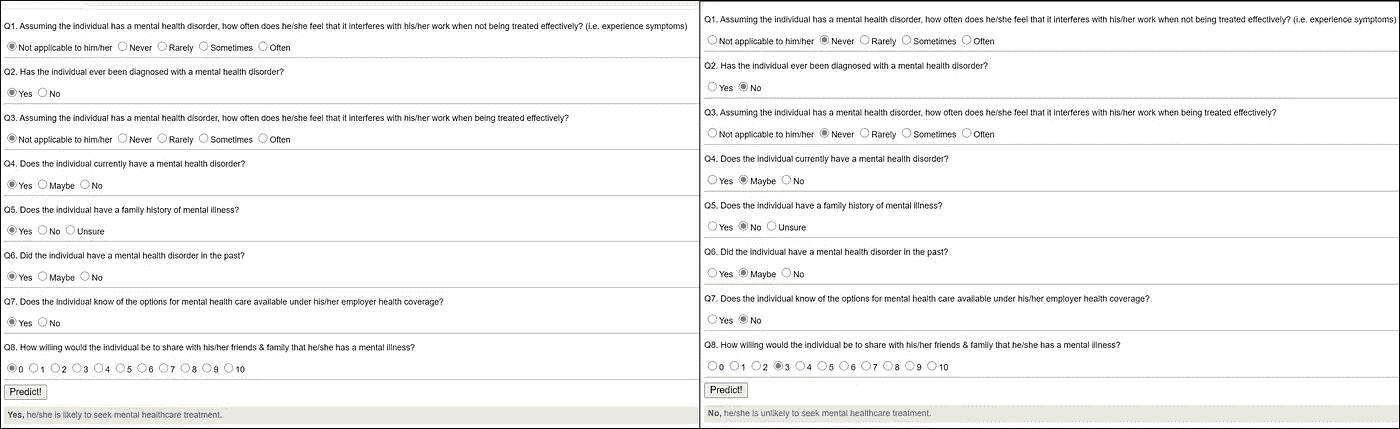 Q1. Assuming the individual has a mental health disorder, how often does he/she feel that it interferes with his/her work when not being treated effectively? (i.e. experience symptoms)
Not applicable to him/her Never Rarely Sometimes Often
Q2. Has the individual ever been diagnosed with a mental health disorder?
Yes No
Q3. Assuming the individual has a mental health disorder, how often does he/she feel that it interferes with his/her work when being treated effectively?
Not applicable to him/her Never Rarely Sometimes Often
Q4. Does the individual currently have a mental health disorder?
Yes Maybe No
Q5. Does the individual have a family history of mental illness?
Yes No Unsure
Q6. Did the individual have a mental health disorder in the past?
Yes Maybe No
Q7. Does the individual know of the options for mental health care available under his/her employer health coverage?
Yes No
Q8. How willing would the individual be to share with his/her friends & family that he/she has a mental illness?
0 1 2 3 4 5 6 7 8 9 10
Predict!
Yes, he/she is likely to seek mental healthcare treatment.
Q1. Assuming the individual has a mental health disorder, how often does he/she feel that it interferes with his/her work when not being treated effectively? (i.e. experience symptoms)
Not applicable to him/her Never Rarely Sometimes Often
Q2. Has the individual ever been diagnosed with a mental health disorder?
Yes No
Q3. Assuming the individual has a mental health disorder, how often does he/she feel that it interferes with his/her work when being treated effectively?
Not applicable to him/her Never Rarely Sometimes Often
Q4. Does the individual currently have a mental health disorder?
Yes Maybe No
Q5. Does the individual have a family history of mental illness?
Yes No Unsure
Q6. Did the individual have a mental health disorder in the past?
Yes Maybe No
Q7. Does the individual know of the options for mental health care available under his/her employer health coverage?
Yes No
Q8. How willing would the individual be to share with his/her friends & family that he/she has a mental illness?
0 1 2 3 4 5 6 7 8 9 10
Predict!
No, he/she is unlikely to seek mental healthcare treatment.